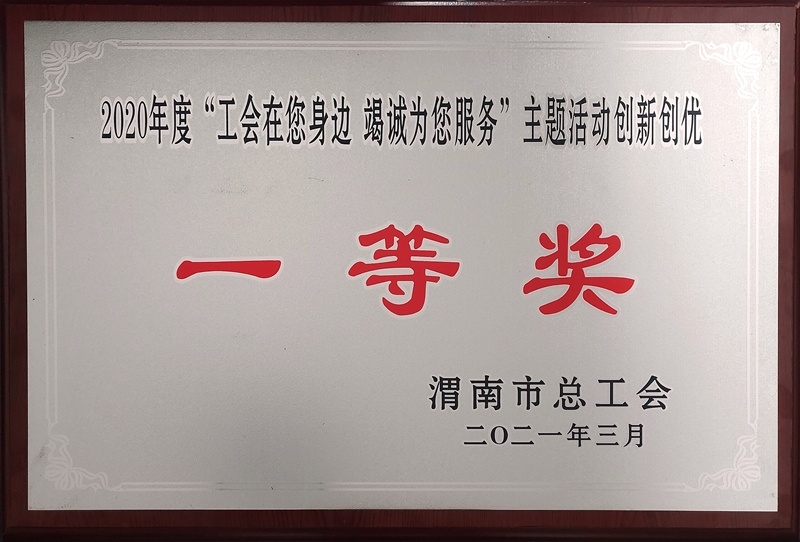 2020年度“工会在您身边 竭诚为您服务”主题活动创新创优
一等奖
渭南市总工会
二〇二一年三月